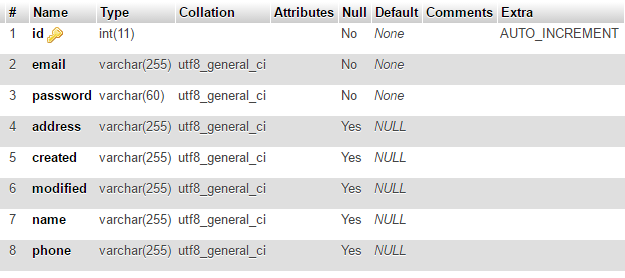 # Name Type Collation Attributes Null Default Comments Extra
1 id int(11) No None AUTO_INCREMENT
2 email varchar(255) utf8_general_ci No None
3 password varchar(60) utf8_general_ci No None
4 address varchar(255) utf8_general_ci Yes NULL
5 created varchar(255) utf8_general_ci Yes NULL
6 modified varchar(255) utf8_general_ci Yes NULL
7 name varchar(255) utf8_general_ci Yes NULL
8 phone varchar(255) utf8_general_ci Yes NULL